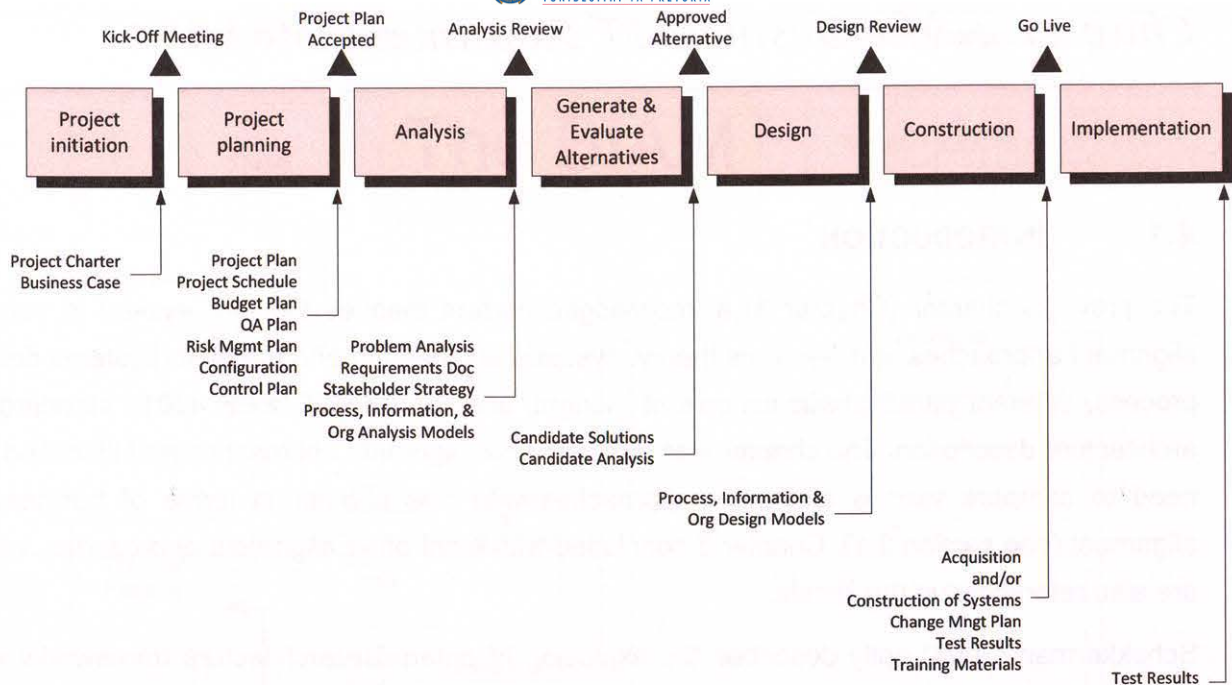 Kick-Off Meeting
Project Plan
Accepted
Analysis Review
Approved
Alternative
Design Review
Go Live
Project
initiation
Project
planning
Analysis
Generate &
Evaluate
Alternatives
Design
Construction
Implementation
Project Charter
Business Case
Project Plan
Project Schedule
Budget Plan
QA Plan
Risk Mgmt Plan
Configuration
Control Plan
Problem Analysis
Requirements Doc
Stakeholder Strategy
Process, Information, &
Org Analysis Models
Candidate Solutions
Candidate Analysis
Process, Information &
Org Design Models
Acquisition
and/or
Construction of Systems
Change Mngt Plan
Test Results
Training Materials
Test Results